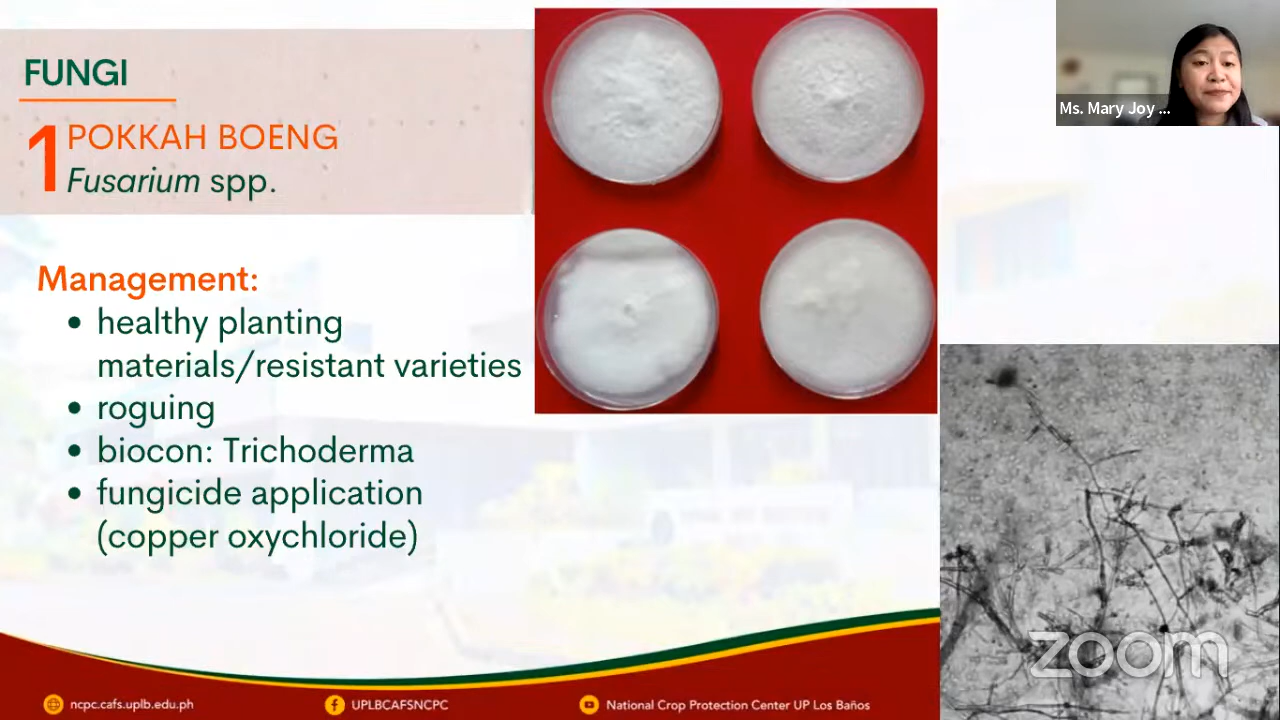 FUNGI
1
POKKAH BOENG
Fusarium spp.
Management:
• healthy planting
materials/resistant varieties
• roguing
• biocon: Trichoderma
• fungicide application
(copper oxychloride)
Ms. Mary Joy ...
zoom
ncpc.cafs.uplb.edu.ph
UPLBCAFSNCPC
National Crop Protection Center UP Los Baños